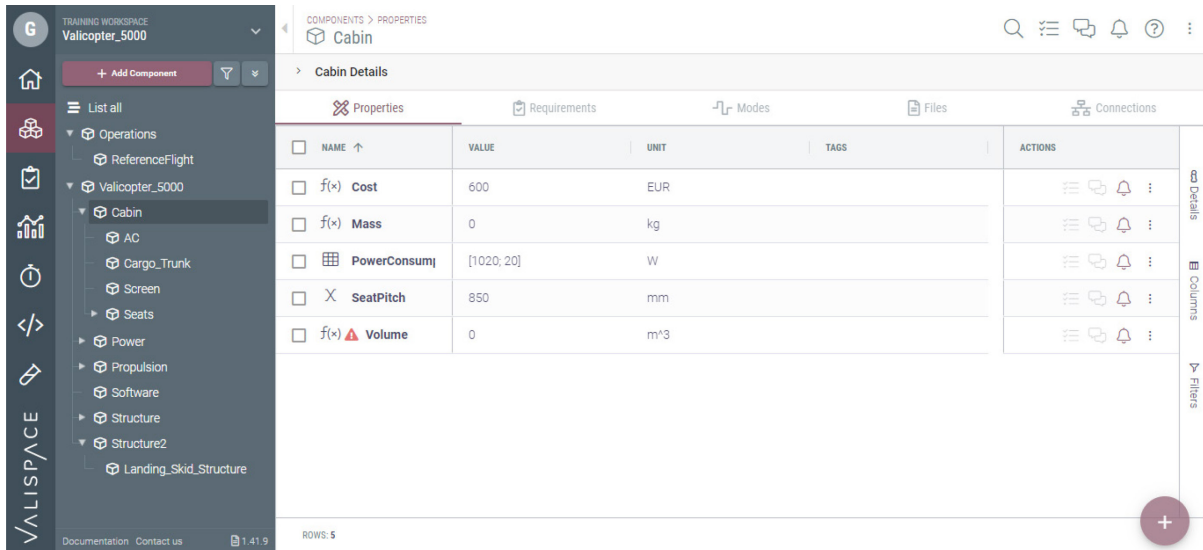 G
TRAINING WORKSPACE
Valicopter_5000
+ Add Component
List all
Operations
ReferenceFlight
Valicopter_5000
Cabin
AC
Cargo_Trunk
Screen
Seats
Power
Propulsion
Software
Structure
Structure2
Landing_Skid_Structure
VALISPACE
Documentation Contact us 1.41.9
COMPONENTS > PROPERTIES
Cabin
Cabin Details
Properties Requirements Modes Files Connections
NAME ↑ VALUE UNIT TAGS ACTIONS
f(x) Cost 600 EUR
f(x) Mass 0 kg
PowerConsum [1020; 20] W
X SeatPitch 850 mm
f(x) Volume 0 m^3
Details
Columns
Filters
ROWS: 5